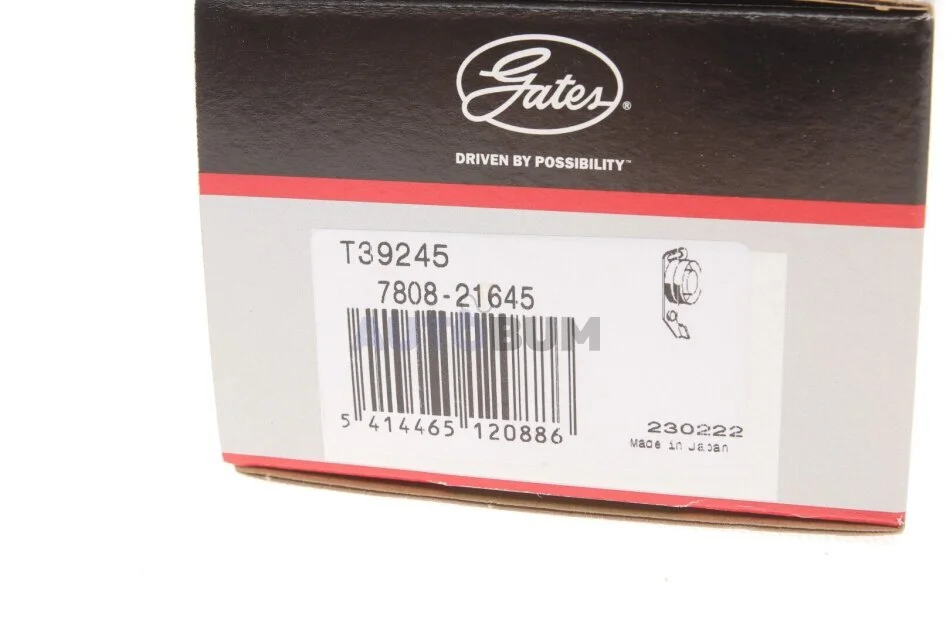 Gates®
DRIVEN BY POSSIBILITY™
T39245
7808-21645
AUTOBUM
5 414465 120886
230222
Made in Japan